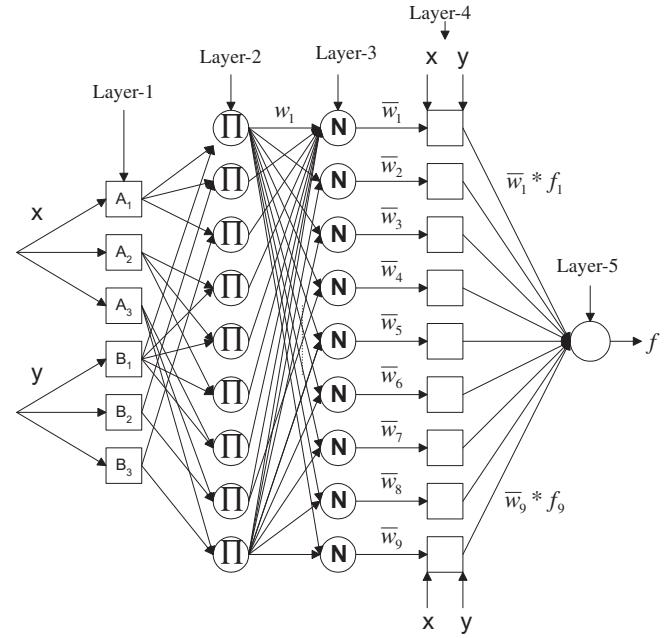 Layer-4
x y
Layer-2
Layer-3
Layer-1
Π w₁ N w̅₁
Π N w̅₂
w̅₁ * f₁
x
A₁
Π N w̅₃
A₂
Π N w̅₄
Layer-5
A₃
Π N w̅₅
f
B₁
y
Π N w̅₆
B₂
Π N w̅₇
B₃
Π N w̅₈
w̅₉ * f₉
Π N w̅₉
x y